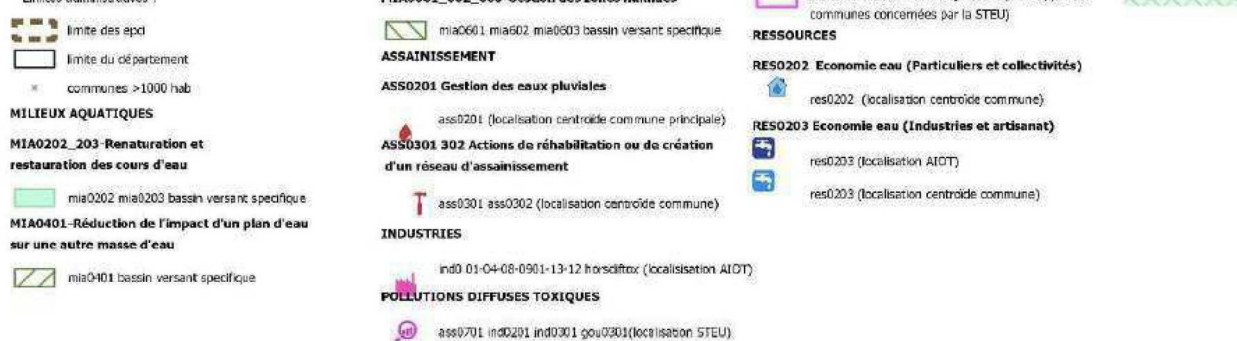 limite des epci
limite du département
communes >1000 hab
MILIEUX AQUATIQUES
MIA0202_203-Renaturation et
restauration des cours d'eau
mia0202 mia0203 bassin versant specifique
MIA0401-Réduction de l'impact d'un plan d'eau
sur une autre masse d'eau
mia0401 bassin versant specifique
mia0601 mia602 mia0603 bassin versant specifique
ASSAINISSEMENT
ASS0201 Gestion des eaux pluviales
ass0201 (localisation centroïde commune principale)
ASS0301 302 Actions de réhabilitation ou de création
d'un réseau d'assainissement
ass0301 ass0302 (localisation centroïde commune)
INDUSTRIES
ind0 01-04-08-0901-13-12 horsdiftox (localisisation AIOT)
POLLUTIONS DIFFUSES TOXIQUES
ass0701 ind0201 ind0301 gou0301(localisation STEU)
communes concernées par la STEU)
RESSOURCES
RES0202 Economie eau (Particuliers et collectivités)
res0202 (localisation centroïde commune)
RES0203 Economie eau (Industries et artisanat)
res0203 (localisation AIOT)
res0203 (localisation centroïde commune)